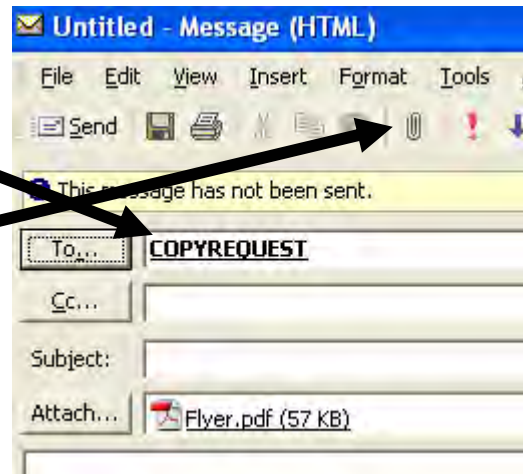 Untitled - Message (HTML)
File Edit View Insert Format Tools
Send
This message has not been sent.
To... COPYREQUEST
Cc...
Subject:
Attach... Flyer.pdf (57 KB)